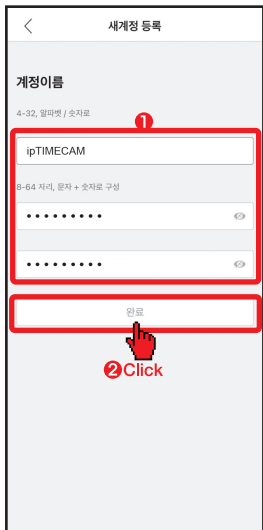 새계정 등록
계정이름
4-32, 알파벳 / 숫자로
❶
ipTIMECAM
8-64 자리, 문자 + 숫자로 구성
•••••••••
•••••••••
완료
❷Click